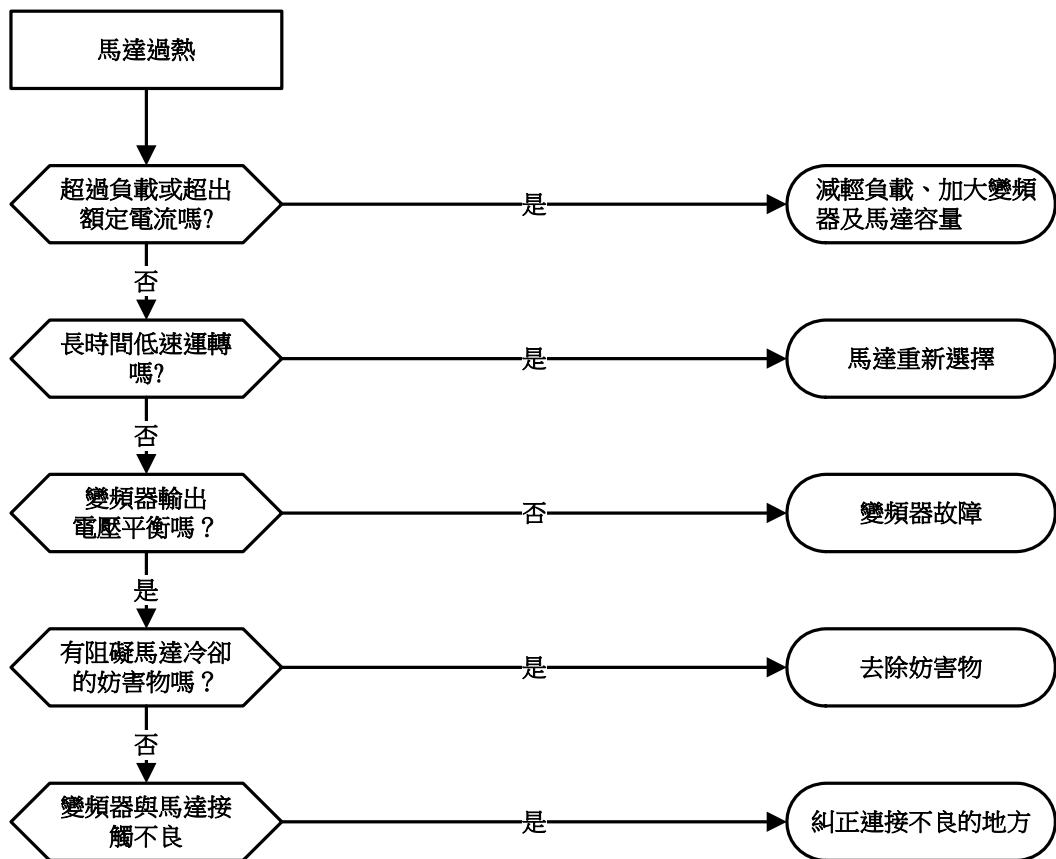 馬達過熱
超過負載或超出
額定電流嗎?
是
減輕負載、加大變頻
器及馬達容量
否
長時間低速運轉
嗎?
是
馬達重新選擇
否
變頻器輸出
電壓平衡嗎？
否
變頻器故障
是
有阻礙馬達冷卻
的妨害物嗎？
是
去除妨害物
否
變頻器與馬達接
觸不良
是
糾正連接不良的地方